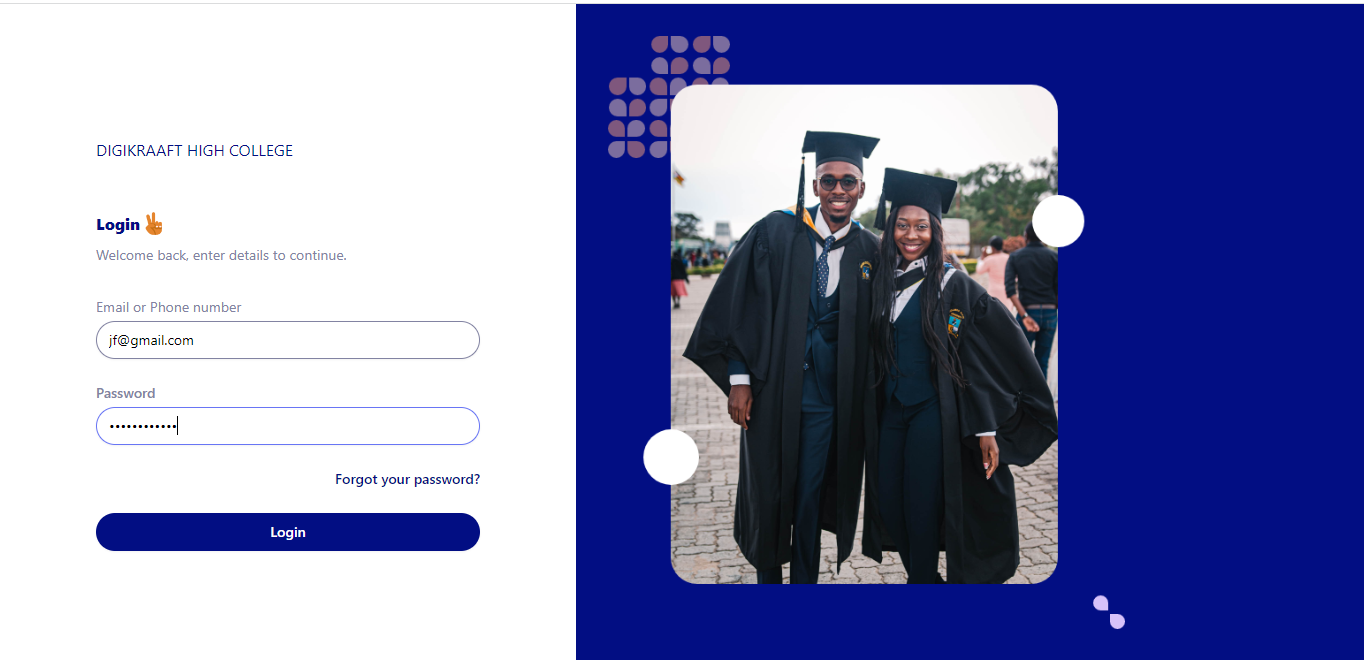 DIGIKRAAFT HIGH COLLEGE
Login ✌
Welcome back, enter details to continue.
Email or Phone number
jf@gmail.com
Password
••••••••••••
Forgot your password?
Login